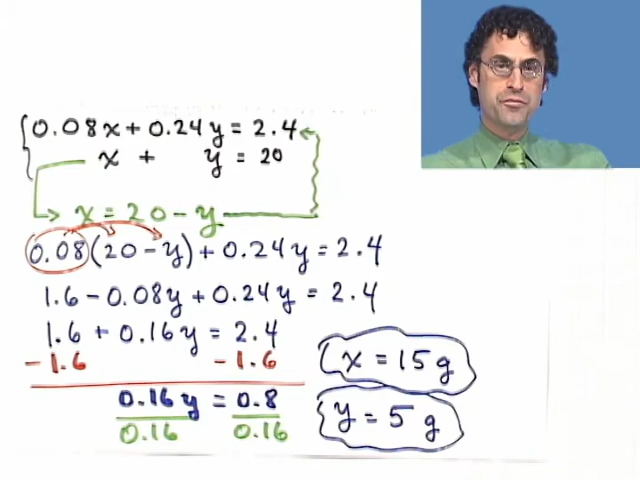 0.08x + 0.24y = 2.4
x + y = 20
x = 20 - y
0.08(20 - y) + 0.24y = 2.4
1.6 - 0.08y + 0.24y = 2.4
1.6 + 0.16y = 2.4
-1.6 -1.6
0.16y = 0.8
0.16 0.16
x = 15 g
y = 5 g